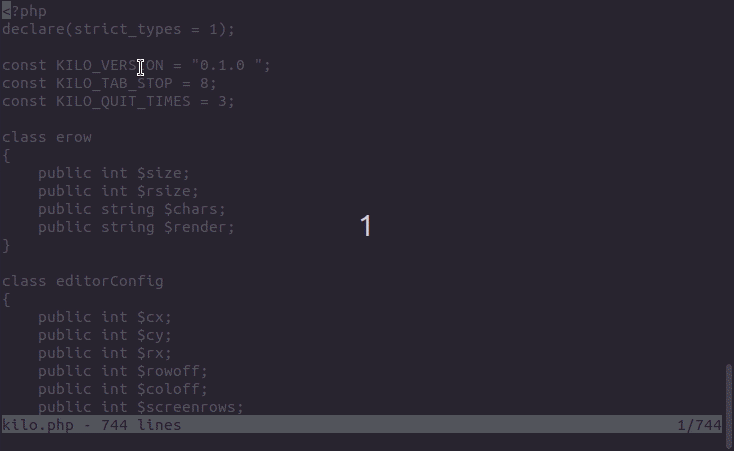 <?php
declare(strict_types = 1);
const KILO_VERSION = "0.1.0 ";
const KILO_TAB_STOP = 8;
const KILO_QUIT_TIMES = 3;
class erow
{
    public int $size;
    public int $rsize;
    public string $chars;
    public string $render;
}
1
class editorConfig
{
    public int $cx;
    public int $cy;
    public int $rx;
    public int $rowoff;
    public int $coloff;
    public int $screenrows;
kilo.php - 744 lines 1/744